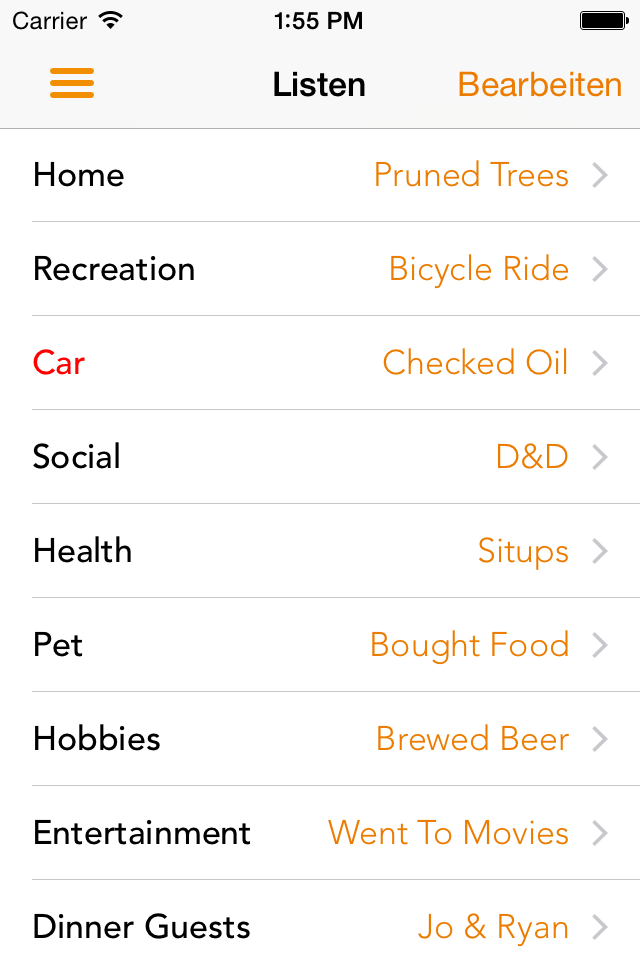 Carrier 1:55 PM
Listen Bearbeiten
Home Pruned Trees
Recreation Bicycle Ride
Car Checked Oil
Social D&D
Health Situps
Pet Bought Food
Hobbies Brewed Beer
Entertainment Went To Movies
Dinner Guests Jo & Ryan